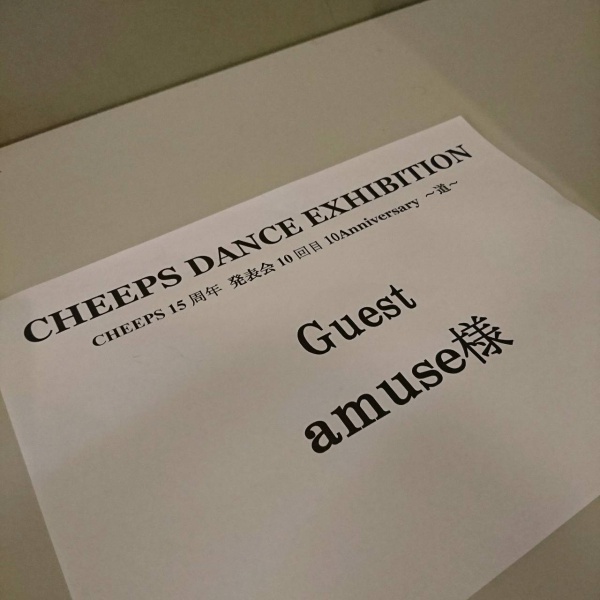 CHEEPS DANCE EXHIBITION
CHEEPS 15 周年 発表会 10 回目 10Anniversary ～道～
Guest
amuse様